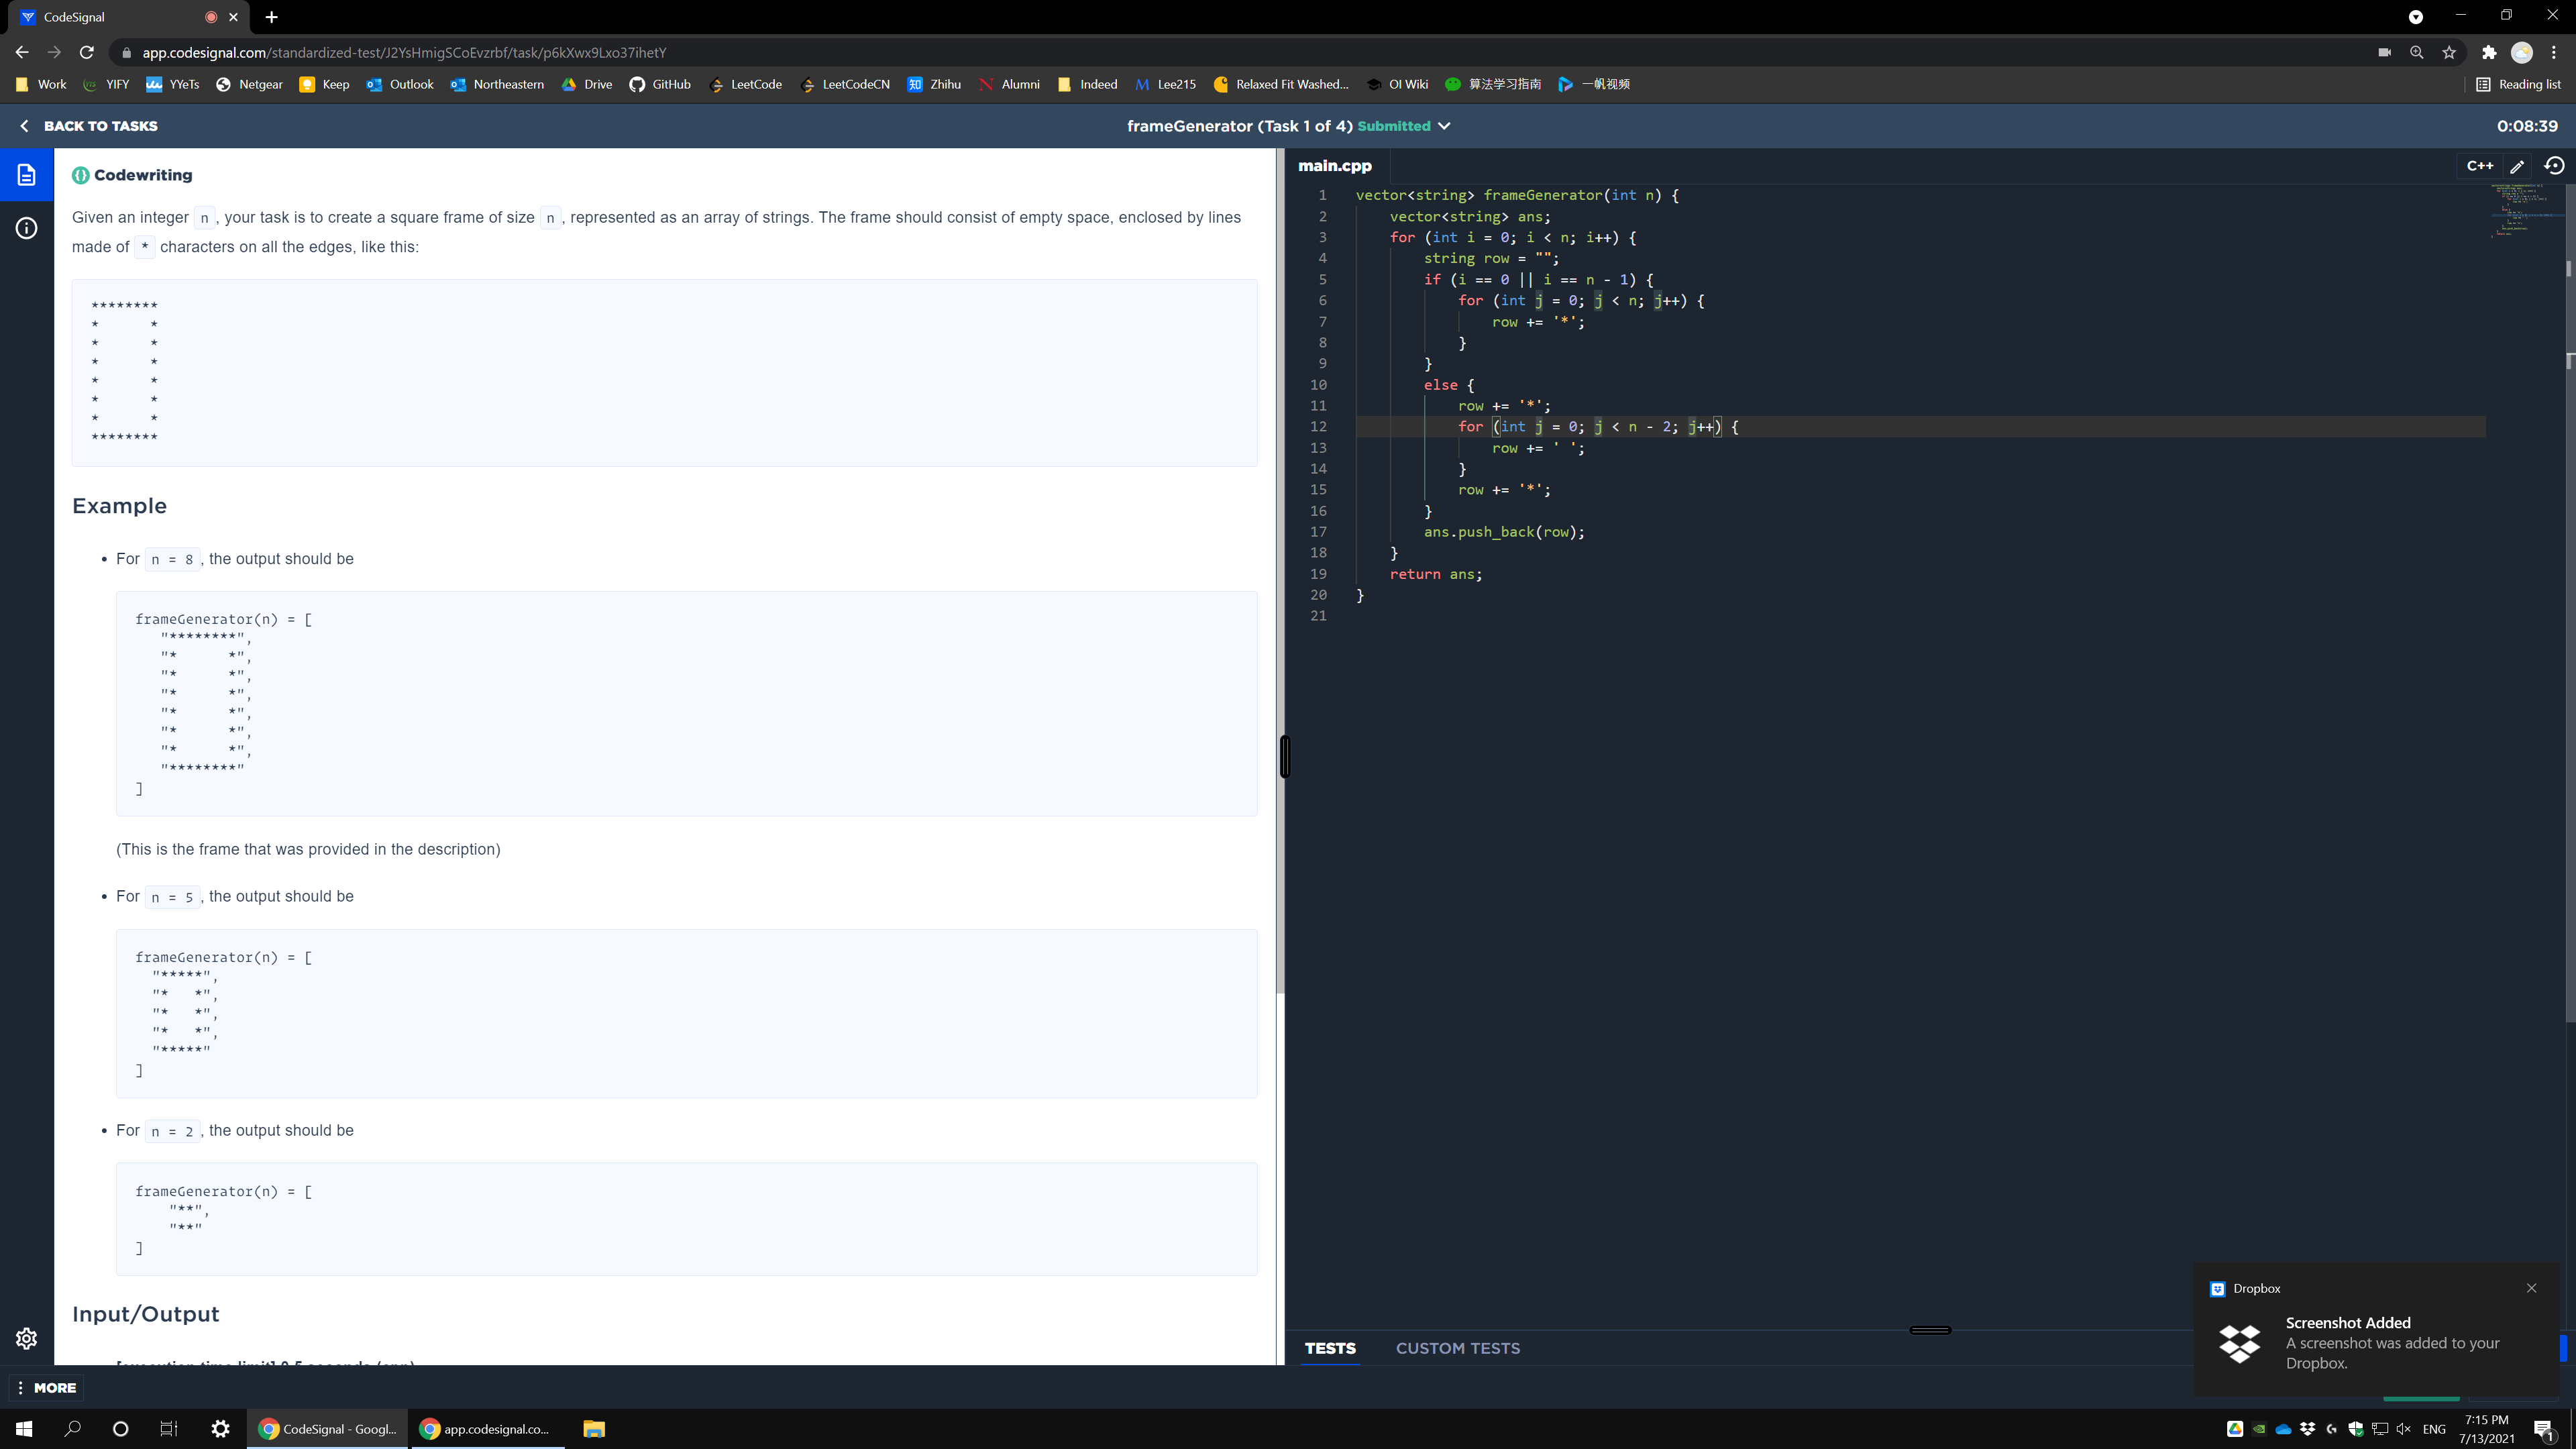 CodeSignal
app.codesignal.com/standardized-test/J2YsHmigSCoEvzrbf/task/p6kXwx9Lxo37ihetY
Work YIFY YYeTs Netgear Keep Outlook Northeastern Drive GitHub LeetCode LeetCodeCN Zhihu Alumni Indeed Lee215 Relaxed Fit Washed... OI Wiki 算法学习指南 一帆视频 Reading list
BACK TO TASKS
frameGenerator (Task 1 of 4) Submitted
0:08:39
Codewriting
Given an integer n, your task is to create a square frame of size n, represented as an array of strings. The frame should consist of empty space, enclosed by lines
made of * characters on all the edges, like this:
********
*      *
*      *
*      *
*      *
*      *
*      *
********
Example
• For n = 8, the output should be
frameGenerator(n) = [
"********",
"*      *",
"*      *",
"*      *",
"*      *",
"*      *",
"*      *",
"********"
]
(This is the frame that was provided in the description)
• For n = 5, the output should be
frameGenerator(n) = [
"*****",
"*   *",
"*   *",
"*   *",
"*****"
]
• For n = 2, the output should be
frameGenerator(n) = [
"**",
"**"
]
Input/Output
[execution time limit] 0.5 seconds (cpp)
MORE
main.cpp
C++
1 vector<string> frameGenerator(int n) {
2     vector<string> ans;
3     for (int i = 0; i < n; i++) {
4         string row = "";
5         if (i == 0 || i == n - 1) {
6             for (int j = 0; j < n; j++) {
7                 row += '*';
8             }
9         }
10         else {
11             row += '*';
12             for (int j = 0; j < n - 2; j++) {
13                 row += ' ';
14             }
15             row += '*';
16         }
17         ans.push_back(row);
18     }
19     return ans;
20 }
21
TESTS CUSTOM TESTS
Dropbox
Screenshot Added
A screenshot was added to your
Dropbox.
CodeSignal - Googl...
app.codesignal.co...
ENG
7:15 PM
7/13/2021
1